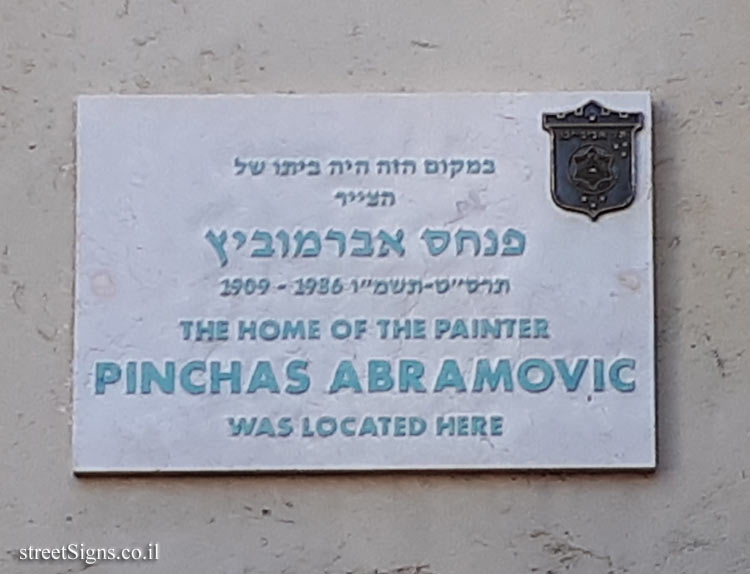 במקום הזה היה ביתו של
הצייר
פנחס אברמוביץ
תרס"ט-תשמ"ו 1986 - 1909
THE HOME OF THE PAINTER
PINCHAS ABRAMOVIC
WAS LOCATED HERE
streetSigns.co.il